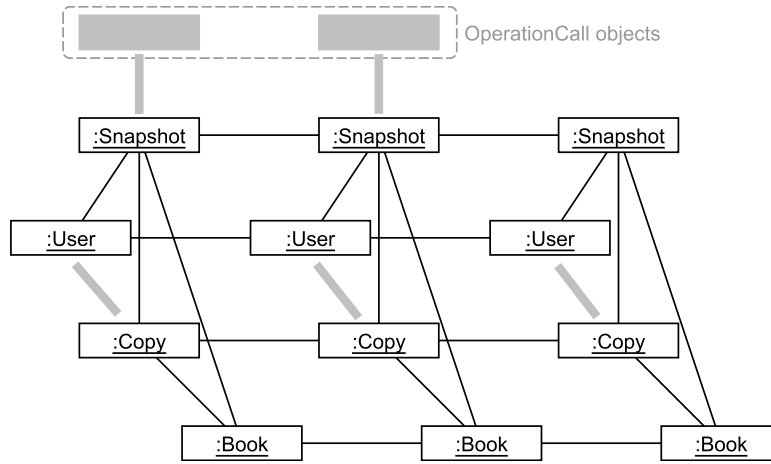 OperationCall objects
:Snapshot :Snapshot :Snapshot
:User :User :User
:Copy :Copy :Copy
:Book :Book :Book